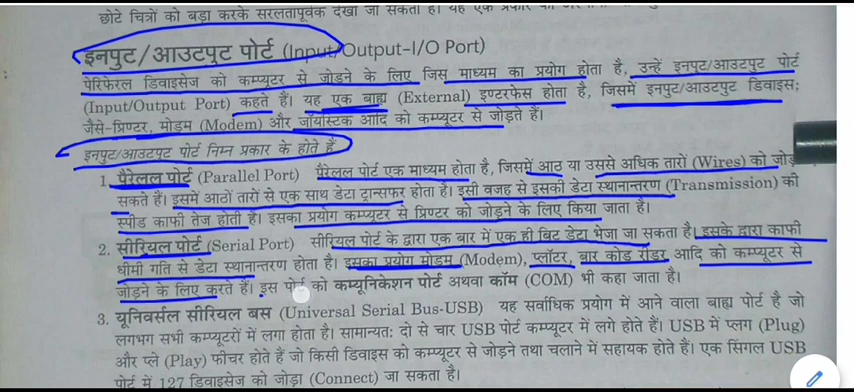 छोटे चित्रों को बड़ा करके सरलतापूर्वक देखा जा सकता है। यह एक प्रकार का
इनपुट/आउटपुट पोर्ट (Input/Output–I/O Port)
पेरिफेरल डिवाइसेज को कम्प्यूटर से जोड़ने के लिए जिस माध्यम का प्रयोग होता है, उन्हें इनपुट/आउटपुट पोर्ट
(Input/Output Port) कहते हैं। यह एक बाह्य (External) इण्टरफेस होता है, जिसमें इनपुट/आउटपुट डिवाइस;
जैसे-प्रिण्टर, मोडम (Modem) और जॉयस्टिक आदि को कम्प्यूटर से जोड़ते हैं।
इनपुट/आउटपुट पोर्ट निम्न प्रकार के होते हैं
1. पैरेलल पोर्ट (Parallel Port) पैरेलल पोर्ट एक माध्यम होता है, जिसमें आठ या उससे अधिक तारों (Wires) को जोड़
सकते हैं। इसमें आठों तारों से एक साथ डेटा ट्रान्सफर होता है। इसी वजह से इसकी डेटा स्थानान्तरण (Transmission) की
स्पीड काफी तेज होती है। इसका प्रयोग कम्प्यूटर से प्रिण्टर को जोड़ने के लिए किया जाता है।
2. सीरियल पोर्ट (Serial Port) सीरियल पोर्ट के द्वारा एक बार में एक ही बिट डेटा भेजा जा सकता है। इसके द्वारा काफी
धीमी गति से डेटा स्थानान्तरण होता है। इसका प्रयोग मोडम (Modem), प्लॉटर, बार कोड रीडर आदि को कम्प्यूटर से
जोड़ने के लिए करते हैं। इस पोर्ट को कम्यूनिकेशन पोर्ट अथवा कॉम (COM) भी कहा जाता है।
3. यूनिवर्सल सीरियल बस (Universal Serial Bus-USB) यह सर्वाधिक प्रयोग में आने वाला बाह्य पोर्ट है जो
लगभग सभी कम्प्यूटरों में लगा होता है। सामान्यत: दो से चार USB पोर्ट कम्प्यूटर में लगे होते हैं। USB में प्लग (Plug)
और प्ले (Play) फीचर होते हैं जो किसी डिवाइस को कम्प्यूटर से जोड़ने तथा चलाने में सहायक होते हैं। एक सिंगल USB
पोर्ट में 127 डिवाइसेज को जोड़ा (Connect) जा सकता है।